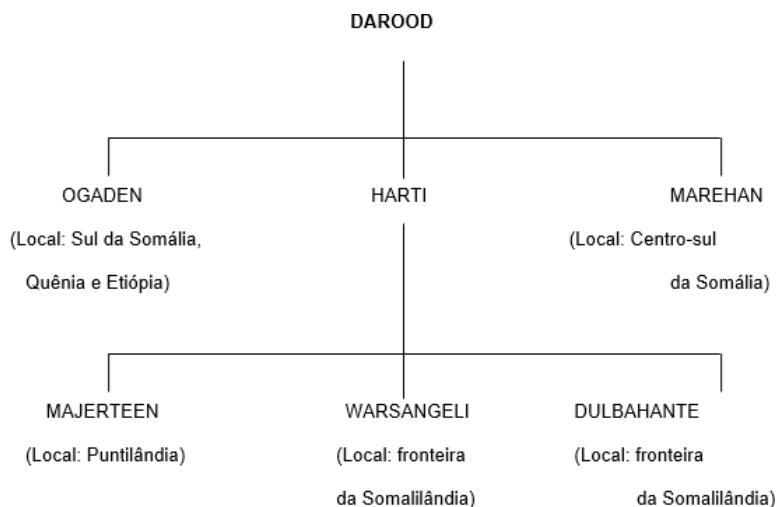 DAROOD
OGADEN
HARTI
MAREHAN
(Local: Sul da Somália,
Quênia e Etiópia)
(Local: Centro-sul
da Somália)
MAJERTEEN
WARSANGELI
DULBAHANTE
(Local: Puntilândia)
(Local: fronteira
da Somalilândia)
(Local: fronteira
da Somalilândia)